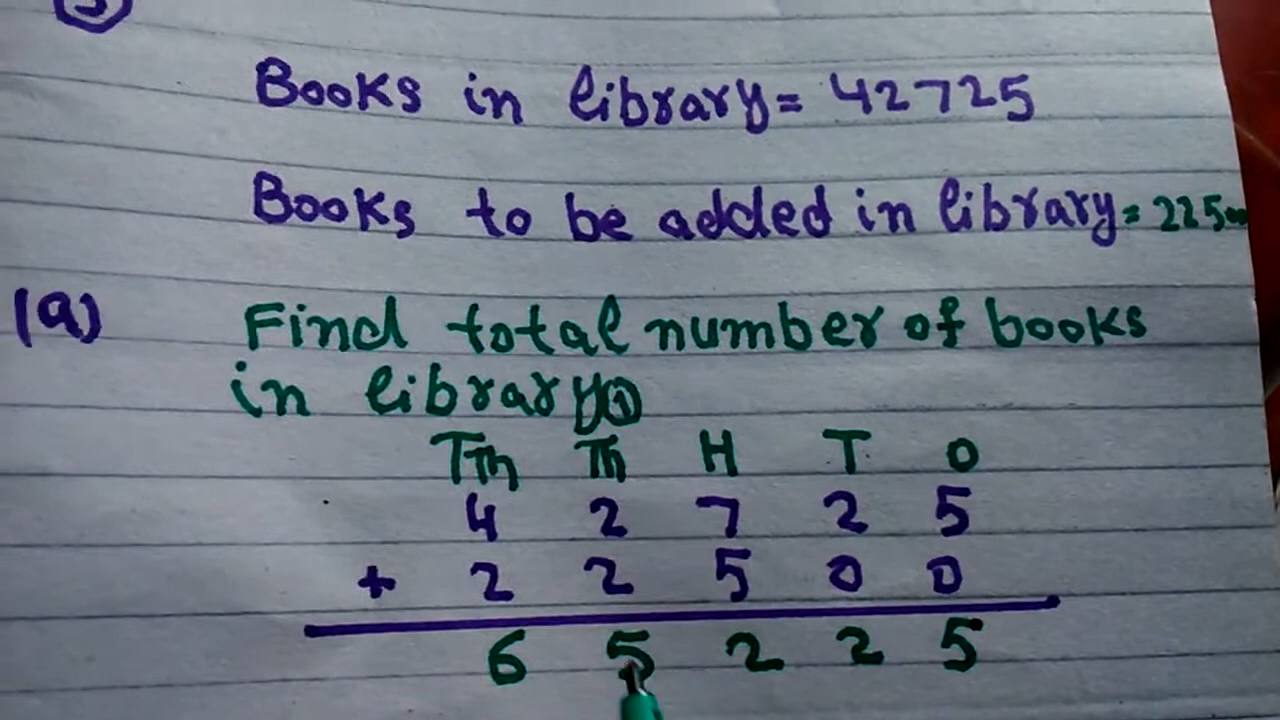 Books in library = 42725
Books to be added in library = 22500
(a) Find total number of books
in library
TTh Th H T O
4 2 7 2 5
+ 2 2 5 0 0
6 5 2 2 5